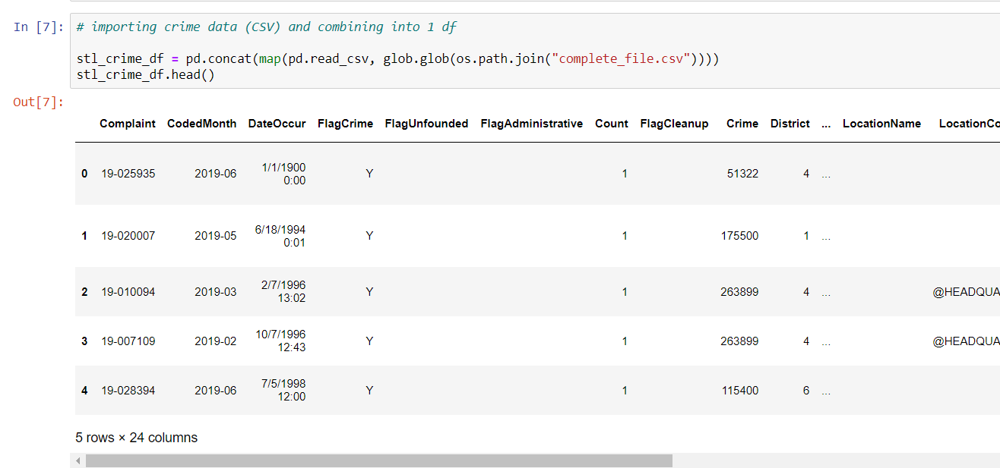 In [7]: # importing crime data (CSV) and combining into 1 df
stl_crime_df = pd.concat(map(pd.read_csv, glob.glob(os.path.join("complete_file.csv"))))
stl_crime_df.head()
Out[7]:
Complaint CodedMonth DateOccur FlagCrime FlagUnfounded FlagAdministrative Count FlagCleanup Crime District ... LocationName LocationCo
0 19-025935 2019-06 1/1/1900 0:00 Y 1 51322 4 ...
1 19-020007 2019-05 6/18/1994 0:01 Y 1 175500 1 ...
2 19-010094 2019-03 2/7/1996 13:02 Y 1 263899 4 ... @HEADQUA
3 19-007109 2019-02 10/7/1996 12:43 Y 1 263899 4 ... @HEADQUA
4 19-028394 2019-06 7/5/1998 12:00 Y 1 115400 6 ...
5 rows × 24 columns